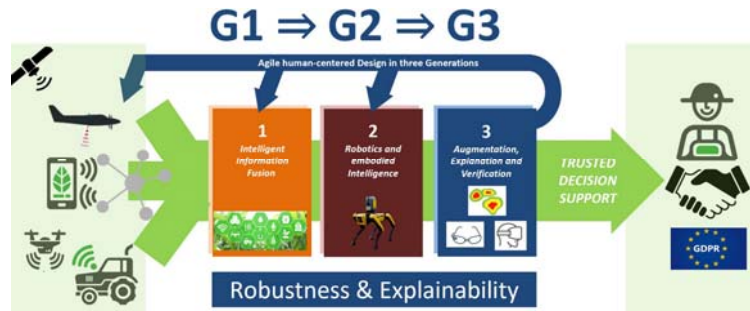 G1 ⇒ G2 ⇒ G3
Agile human-centered Design in three Generations
1
Intelligent
Information
Fusion
2
Robotics and
embodied
Intelligence
3
Augmentation,
Explanation and
Verification
TRUSTED
DECISION
SUPPORT
GDPR
Robustness & Explainability